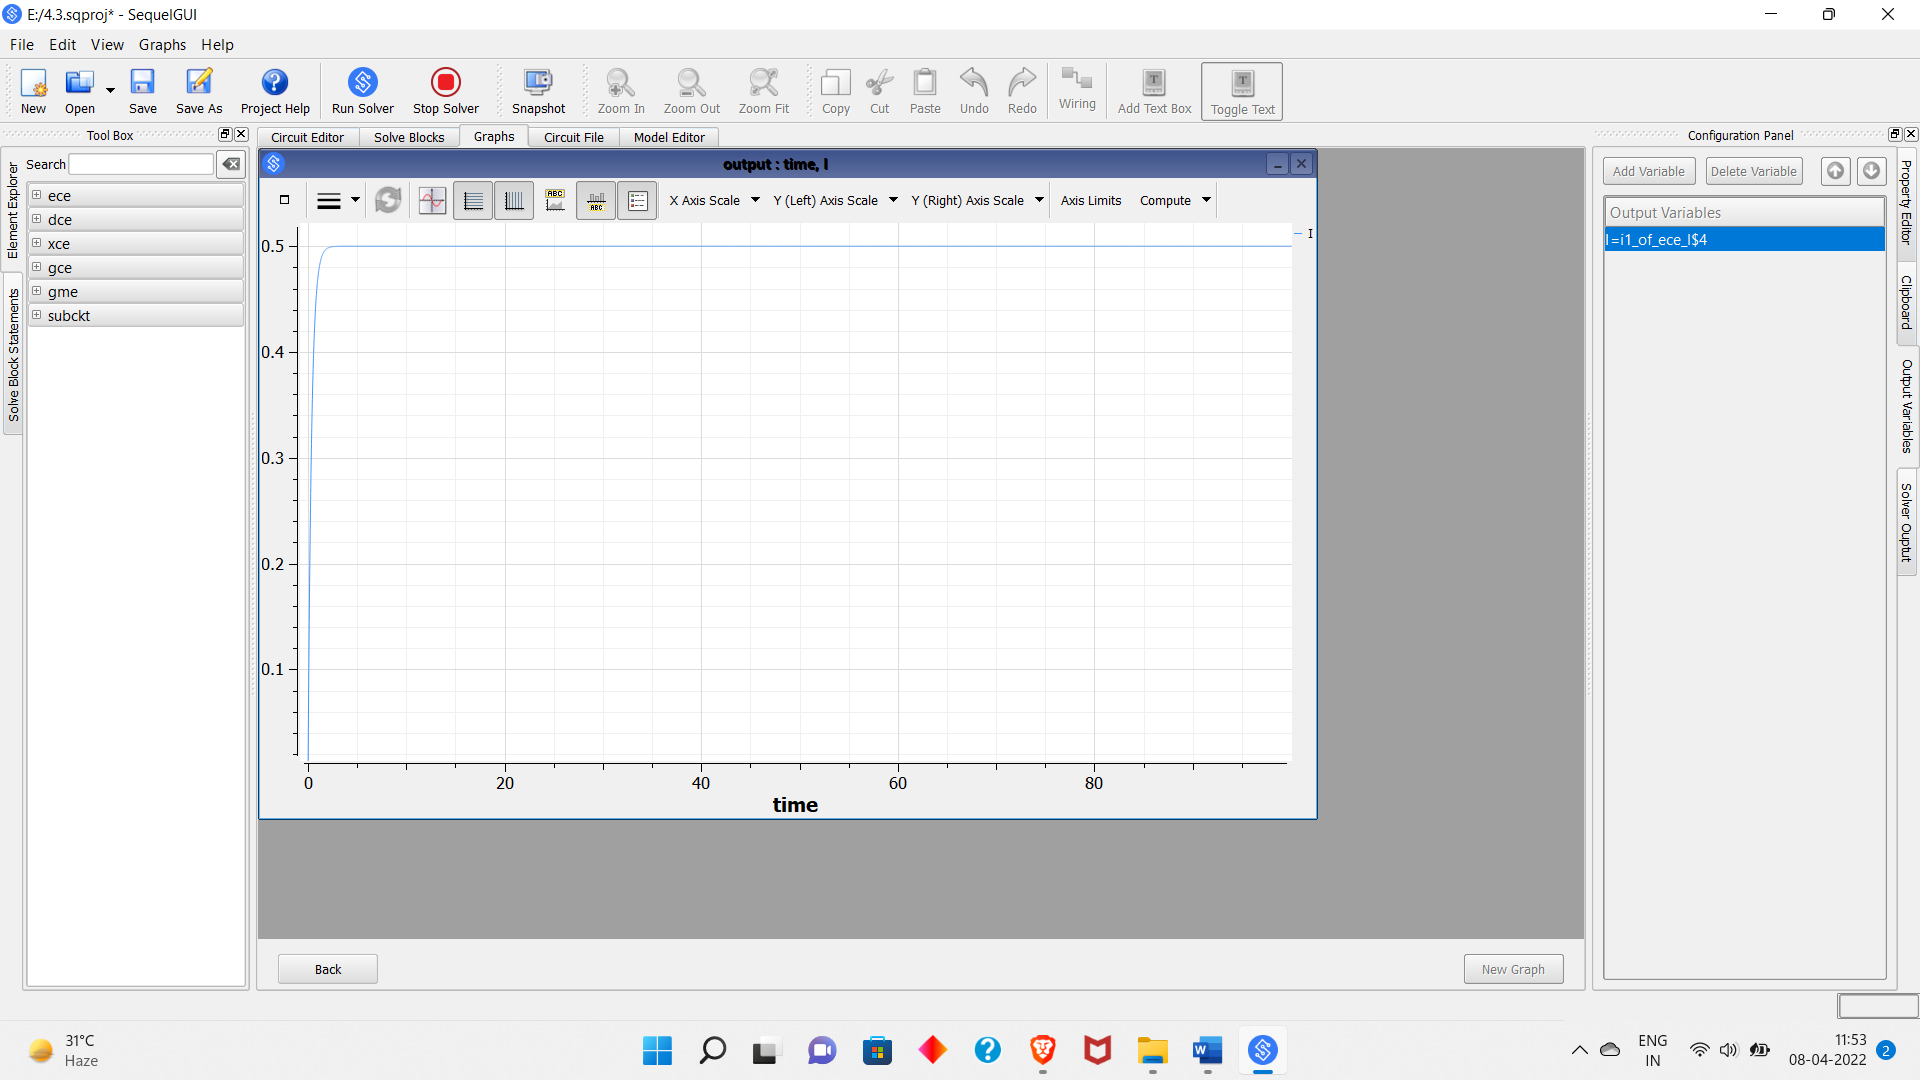 E:/4.3.sqproj* - SequelGUI
File Edit View Graphs Help
New Open Save Save As Project Help Run Solver Stop Solver Snapshot Zoom In Zoom Out Zoom Fit Copy Cut Paste Undo Redo Wiring Add Text Box Toggle Text
Tool Box
Circuit Editor Solve Blocks Graphs Circuit File Model Editor
Configuration Panel
Element Explorer
Solve Block Statements
Search
ece
dce
xce
gce
gme
subckt
output : time, I
ABC
ABC
X Axis Scale Y (Left) Axis Scale Y (Right) Axis Scale Axis Limits Compute
I
0.5
0.4
0.3
0.2
0.1
0 20 40 60 80
time
Back New Graph
Add Variable Delete Variable
Output Variables
I=i1_of_ece_l$4
Property Editor
Clipboard
Output Variables
Solver Ouptut
31°C
Haze
ENG
IN
11:53
08-04-2022
2